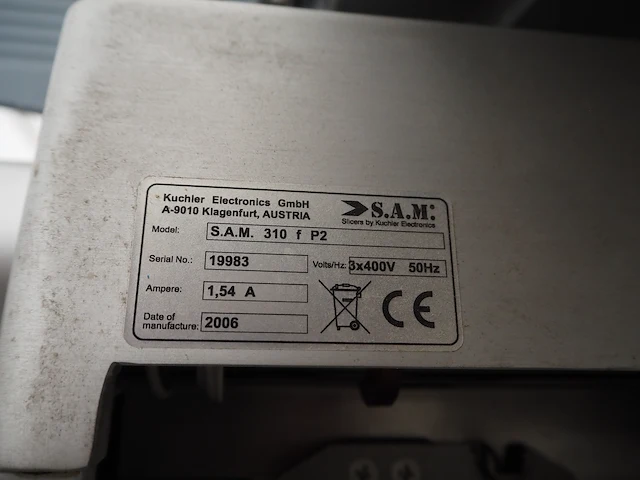 Kuchler Electronics GmbH
A-9010 Klagenfurt, AUSTRIA
S.A.M:
Slicers by Kuchler Electronics
Model: S.A.M. 310 f P2
Serial No.: 19983 Volts/Hz: 3x400V 50Hz
Ampere: 1,54 A
CE
Date of
manufacture: 2006